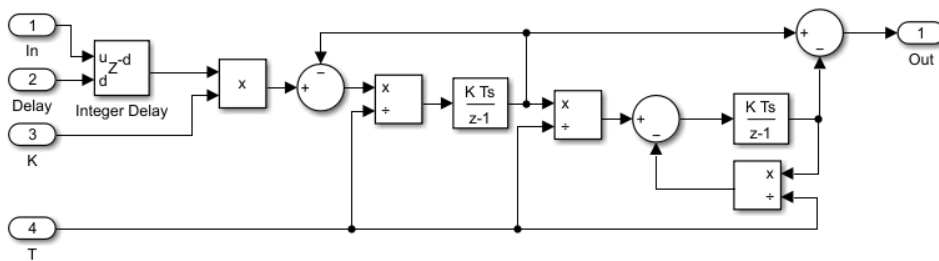 1
In
2
Delay
3
K
4
T
u
d
Z-d
Integer Delay
x
+
−
x
÷
K Ts
z-1
x
÷
+
−
K Ts
z-1
x
÷
+
−
1
Out